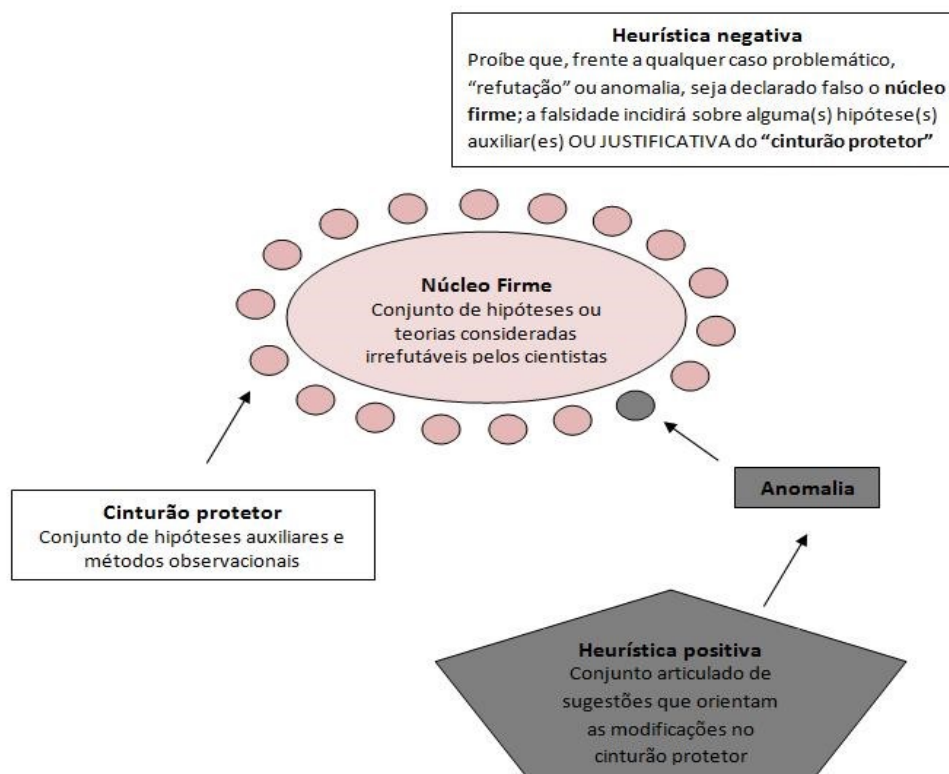 Heurística negativa
Proíbe que, frente a qualquer caso problemático,
“refutação” ou anomalia, seja declarado falso o núcleo
firme; a falsidade incidirá sobre alguma(s) hipótese(s)
auxiliar(es) OU JUSTIFICATIVA do “cinturão protetor”
Núcleo Firme
Conjunto de hipóteses ou
teorias consideradas
irrefutáveis pelos cientistas
Cinturão protetor
Conjunto de hipóteses auxiliares e
métodos observacionais
Anomalia
Heurística positiva
Conjunto articulado de
sugestões que orientam
as modificações no
cinturão protetor